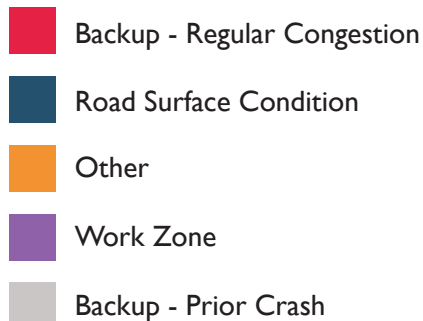 Backup - Regular Congestion
Road Surface Condition
Other
Work Zone
Backup - Prior Crash